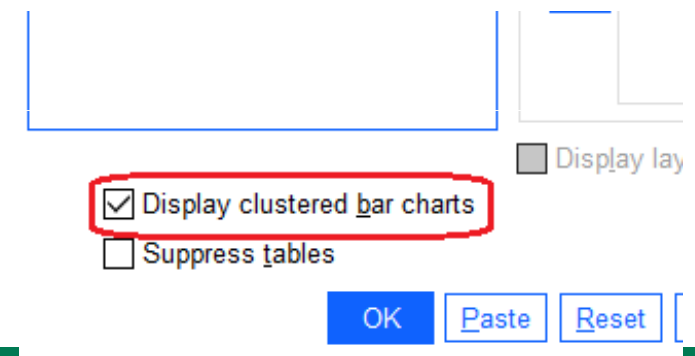 Display lay
Display clustered bar charts
Suppress tables
OK Paste Reset